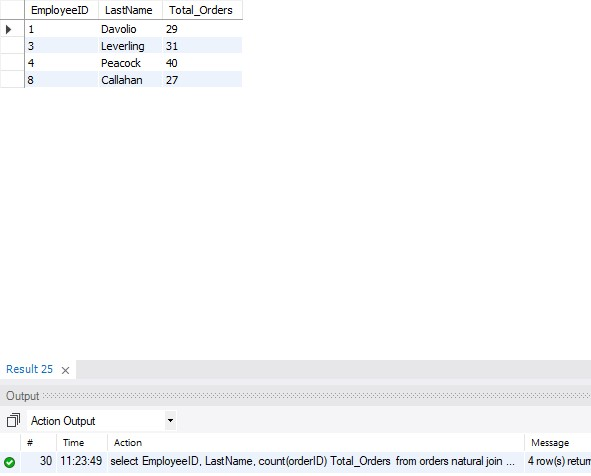 EmployeeID LastName Total_Orders
1 Davolio 29
3 Leverling 31
4 Peacock 40
8 Callahan 27
Result 25 ×
Output
Action Output
# Time Action Message
30 11:23:49 select EmployeeID, LastName, count(orderID) Total_Orders from orders natural join ... 4 row(s) return